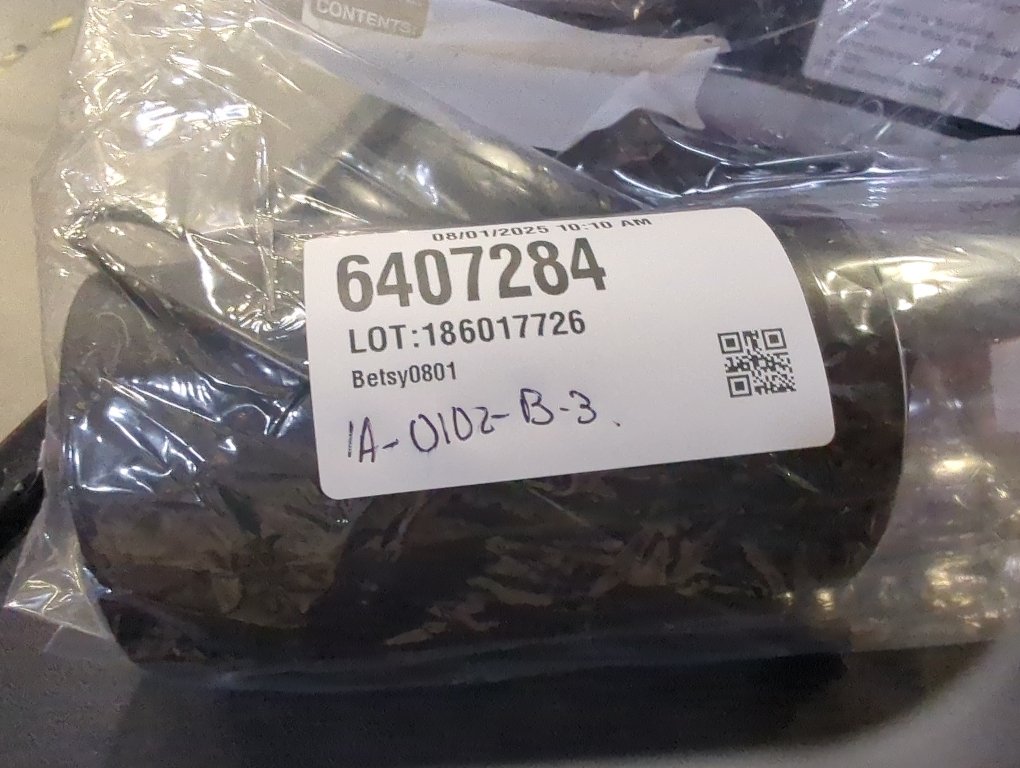 CONTENTS:
08/01/2025 10:10 AM
6407284
LOT:186017726
Betsy0801
1A-0102-B-3